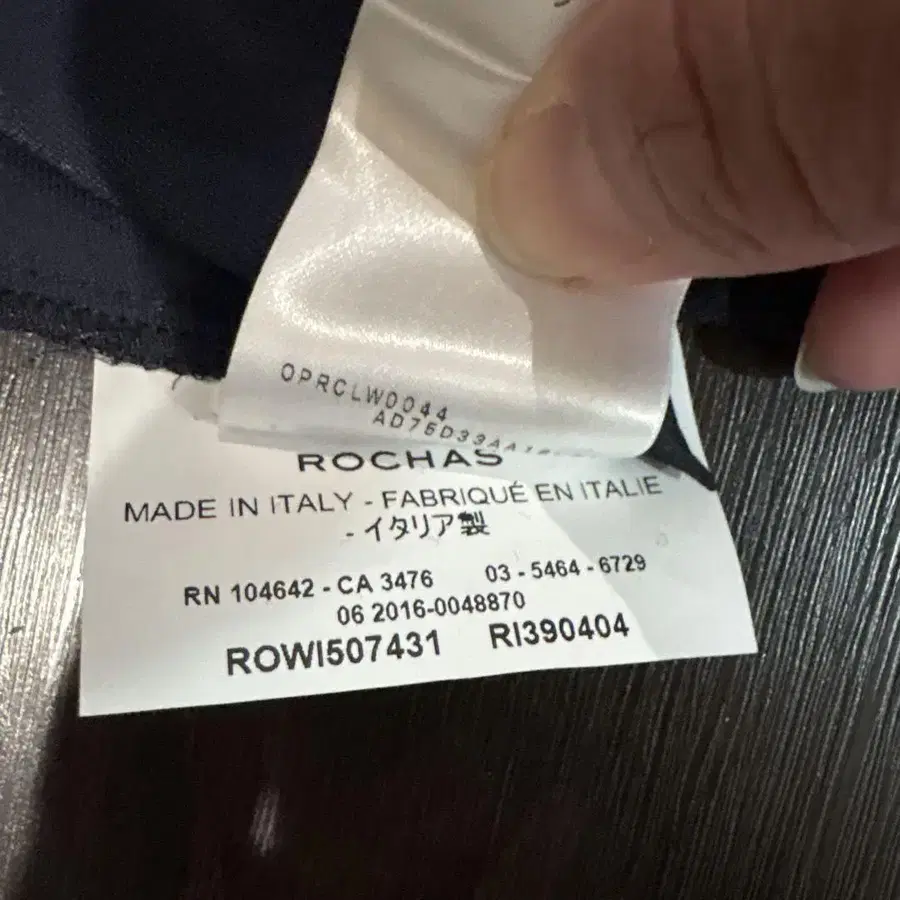 OPRCLW0044
ROCHAS
MADE IN ITALY - FABRIQUÉ EN ITALIE
- イタリア製
RN 104642 - CA 3476 03 - 5464 - 6729
06 2016-0048870
ROWI507431 RI390404